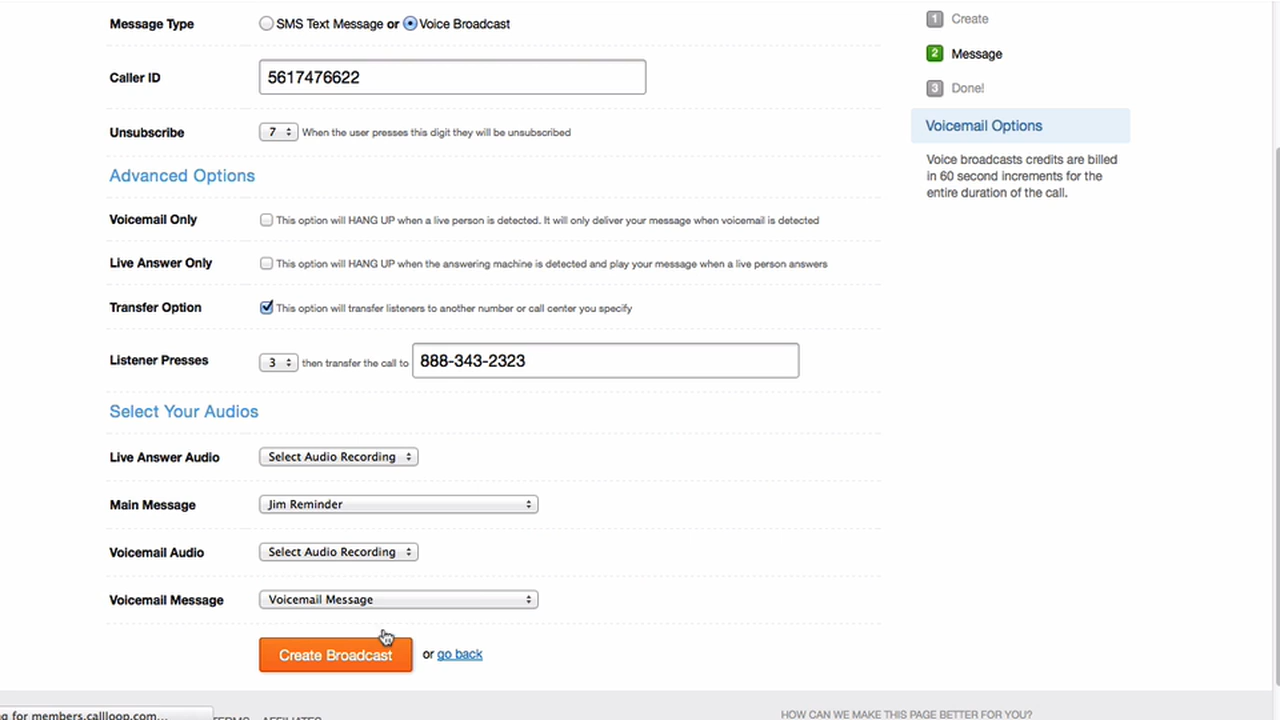 Message Type SMS Text Message or Voice Broadcast
Caller ID 5617476622
Unsubscribe 7 When the user presses this digit they will be unsubscribed
Advanced Options
Voicemail Only This option will HANG UP when a live person is detected. It will only deliver your message when voicemail is detected
Live Answer Only This option will HANG UP when the answering machine is detected and play your message when a live person answers
Transfer Option This option will transfer listeners to another number or call center you specify
Listener Presses 3 then transfer the call to 888-343-2323
Select Your Audios
Live Answer Audio Select Audio Recording
Main Message Jim Reminder
Voicemail Audio Select Audio Recording
Voicemail Message Voicemail Message
Create Broadcast or go back
1 Create
2 Message
3 Done!
Voicemail Options
Voice broadcasts credits are billed
in 60 second increments for the
entire duration of the call.
for members.callloop.com... TERMS AFFILIATES
HOW CAN WE MAKE THIS PAGE BETTER FOR YOU?